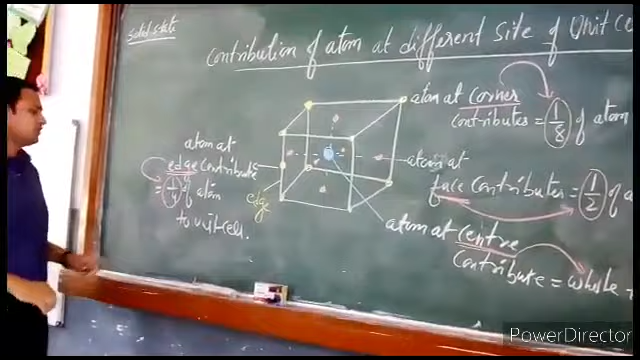 solid state
Contribution of atom at different site of Unit Ce
atom at corner
contributes = 1/8 of atom
atom at
edge contribute
= 1/4 of atom
to unit cell.
edge
atom at
face contributes = 1/2 of a
atom at centre
contribute = whole
PowerDirector